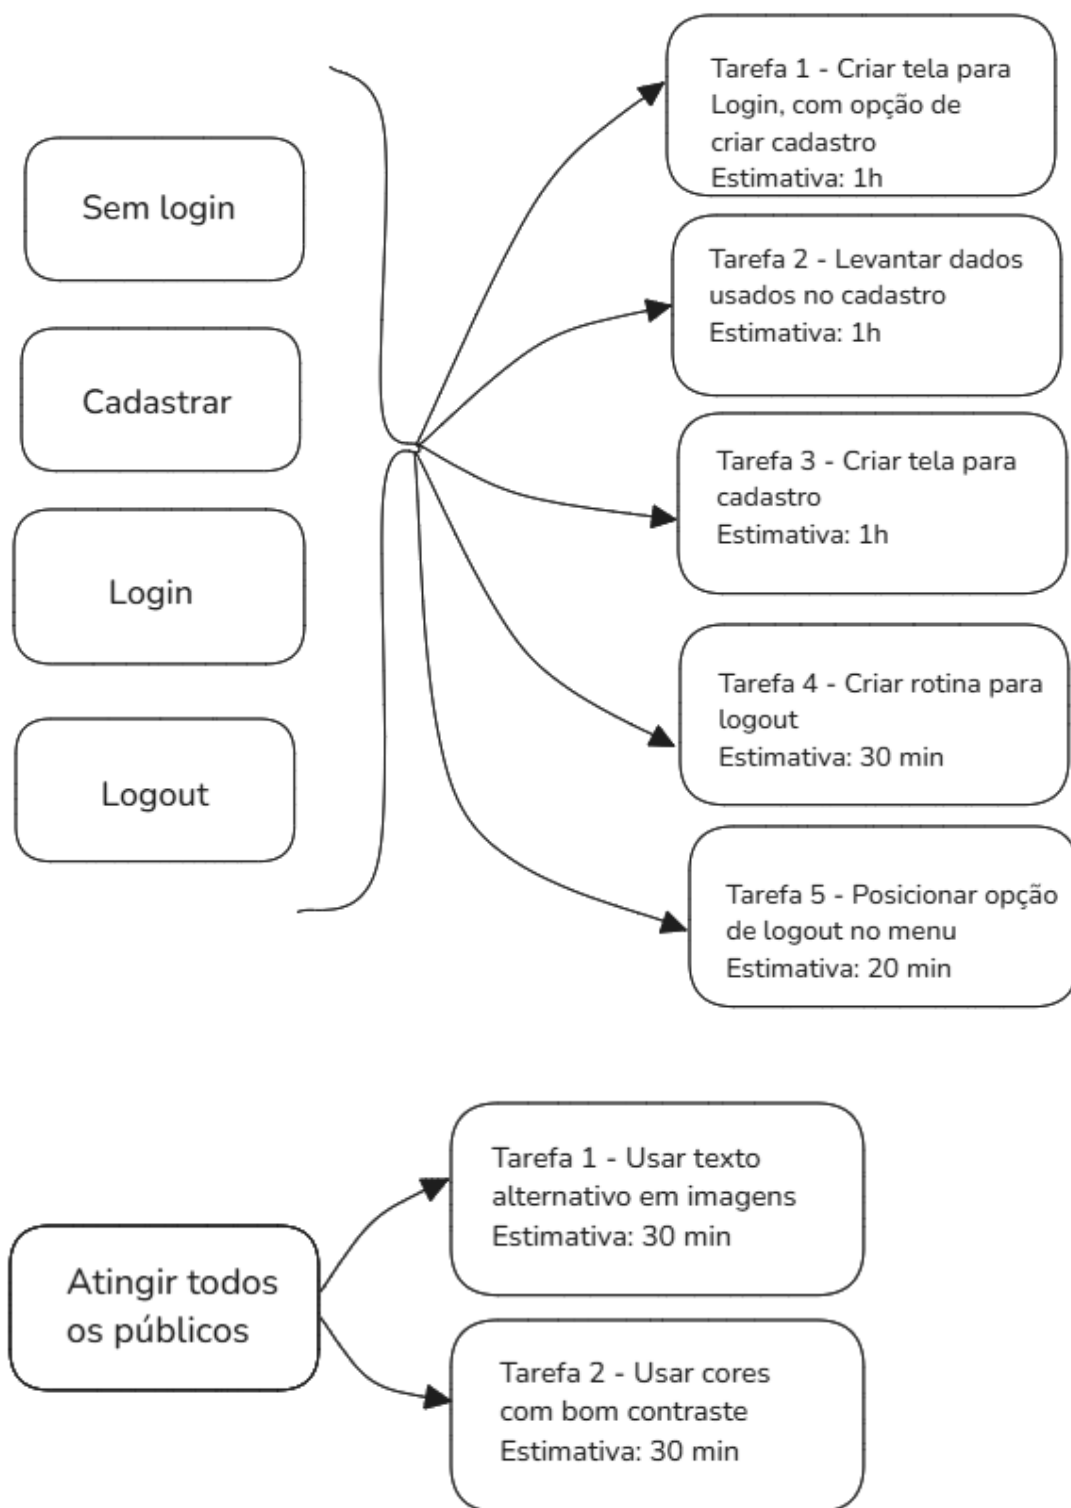 Sem login
Cadastrar
Login
Logout
Tarefa 1 - Criar tela para
Login, com opção de
criar cadastro
Estimativa: 1h
Tarefa 2 - Levantar dados
usados no cadastro
Estimativa: 1h
Tarefa 3 - Criar tela para
cadastro
Estimativa: 1h
Tarefa 4 - Criar rotina para
logout
Estimativa: 30 min
Tarefa 5 - Posicionar opção
de logout no menu
Estimativa: 20 min
Atingir todos
os públicos
Tarefa 1 - Usar texto
alternativo em imagens
Estimativa: 30 min
Tarefa 2 - Usar cores
com bom contraste
Estimativa: 30 min